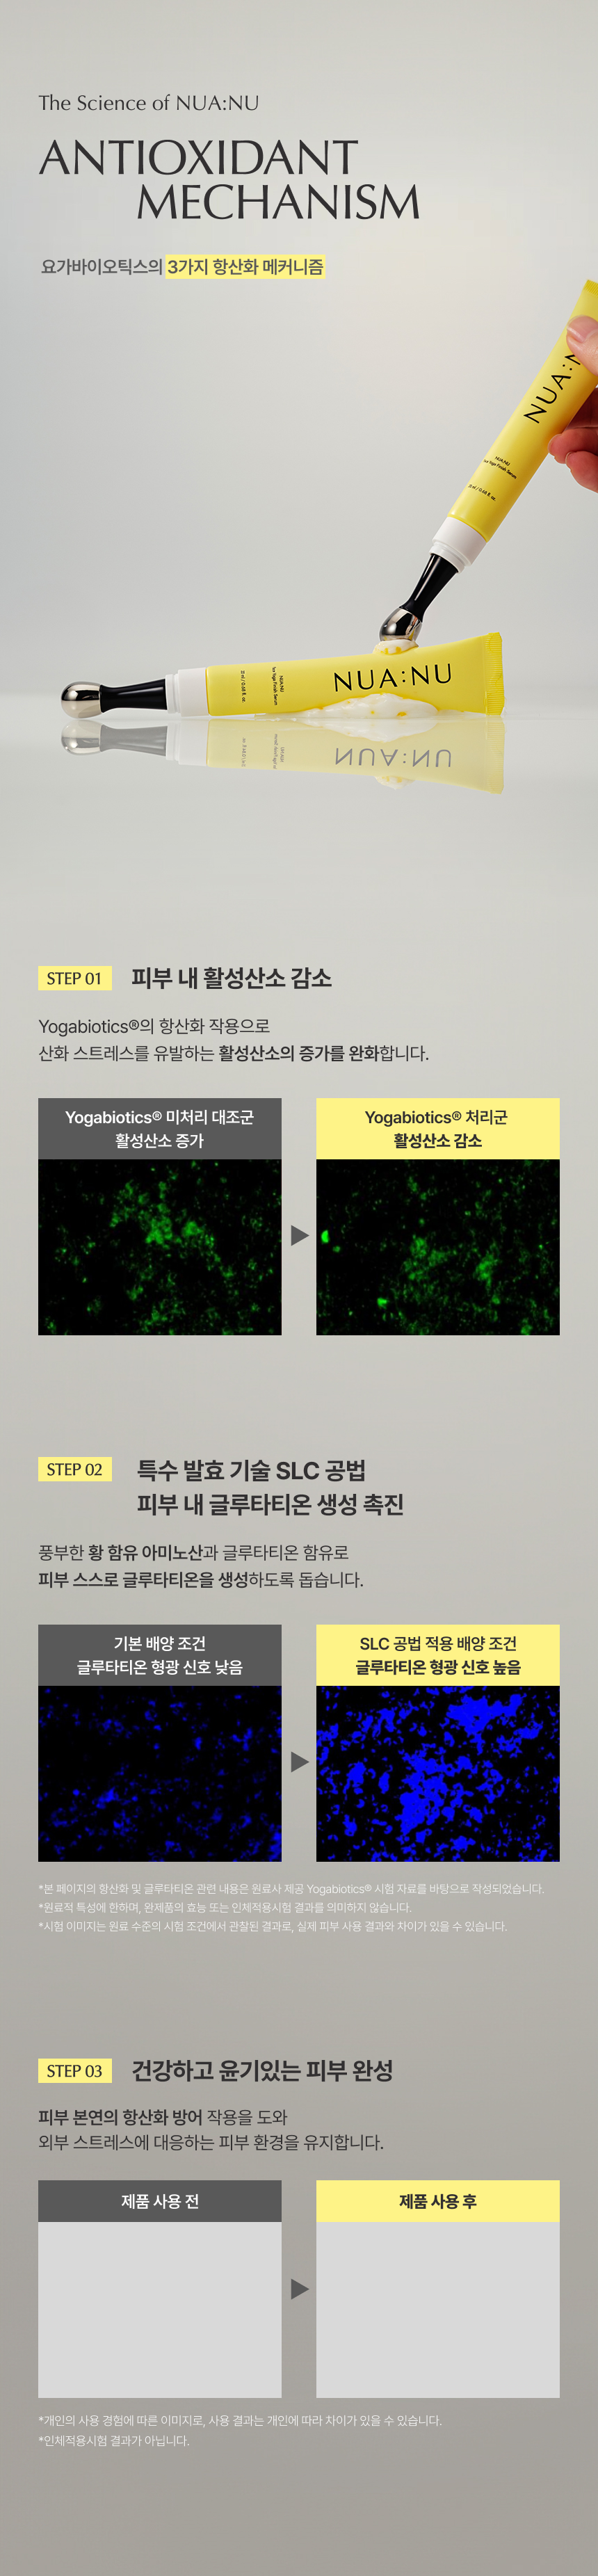 The Science of NUA:NU
ANTIOXIDANT
MECHANISM
요가바이오틱스의 3가지 항산화 메커니즘
NUA:N
NUA:NU
NUA:NU
STEP 01
피부 내 활성산소 감소
Yogabiotics®의 항산화 작용으로
산화 스트레스를 유발하는 활성산소의 증가를 완화합니다.
Yogabiotics® 미처리 대조군
활성산소 증가
Yogabiotics® 처리군
활성산소 감소
STEP 02
특수 발효 기술 SLC 공법
피부 내 글루타티온 생성 촉진
풍부한 황 함유 아미노산과 글루타티온 함유로
피부 스스로 글루타티온을 생성하도록 돕습니다.
기본 배양 조건
글루타티온 형광 신호 낮음
SLC 공법 적용 배양 조건
글루타티온 형광 신호 높음
*본 페이지의 항산화 및 글루타티온 관련 내용은 원료사 제공 Yogabiotics® 시험 자료를 바탕으로 작성되었습니다.
*원료적 특성에 한하며, 완제품의 효능 또는 인체적용시험 결과를 의미하지 않습니다.
*시험 이미지는 원료 수준의 시험 조건에서 관찰된 결과로, 실제 피부 사용 결과와 차이가 있을 수 있습니다.
STEP 03
건강하고 윤기있는 피부 완성
피부 본연의 항산화 방어 작용을 도와
외부 스트레스에 대응하는 피부 환경을 유지합니다.
제품 사용 전
제품 사용 후
*개인의 사용 경험에 따른 이미지로, 사용 결과는 개인에 따라 차이가 있을 수 있습니다.
*인체적용시험 결과가 아닙니다.